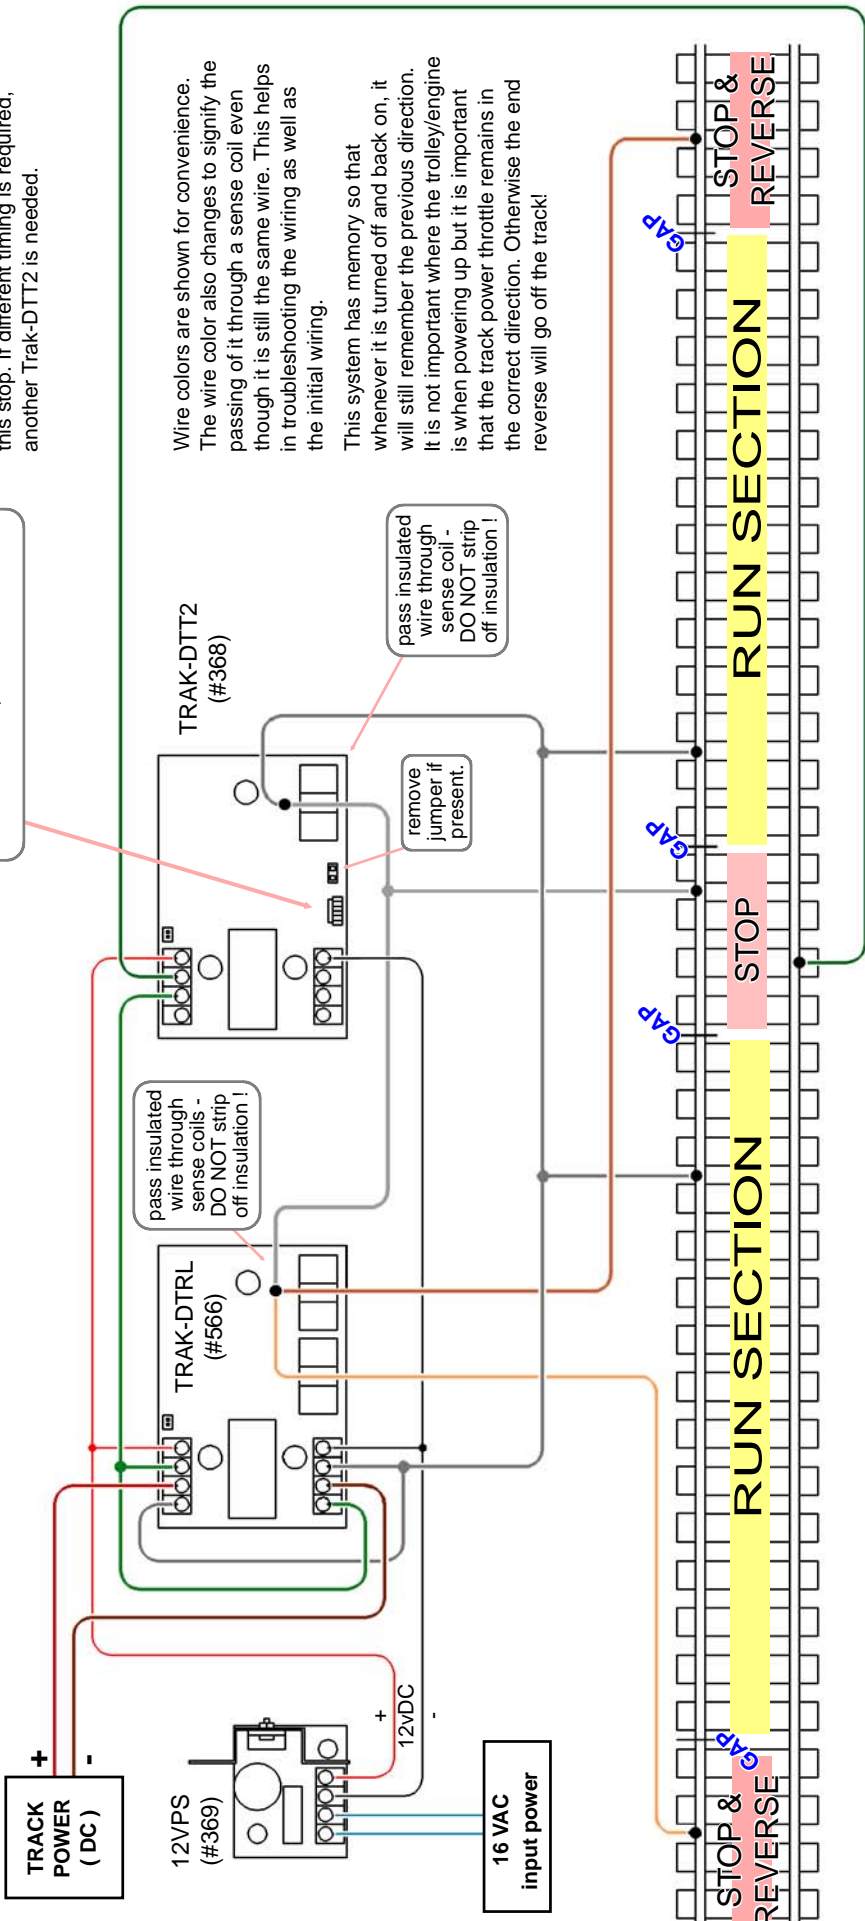 this stop. If different timing is required,
another Trak-DTT2 is needed.
Wire colors are shown for convenience.
The wire color also changes to signify the
passing of it through a sense coil even
though it is still the same wire. This helps
in troubleshooting the wiring as well as
the initial wiring.
This system has memory so that
whenever it is turned off and back on, it
will still remember the previous direction.
It is not important where the trolley/engine
is when powering up but it is important
that the track power throttle remains in
the correct direction. Otherwise the end
reverse will go off the track!
TRACK
POWER
( DC )
+
-
12VPS
(#369)
+
12vDC
-
16 VAC
input power
TRAK-DTRL
(#566)
pass insulated
wire through
sense coils -
DO NOT strip
off insulation !
TRAK-DTT2
(#368)
remove
jumper if
present.
pass insulated
wire through
sense coil -
DO NOT strip
off insulation !
STOP &
REVERSE
GAP
RUN SECTION
GAP
STOP
GAP
RUN SECTION
GAP
STOP &
REVERSE